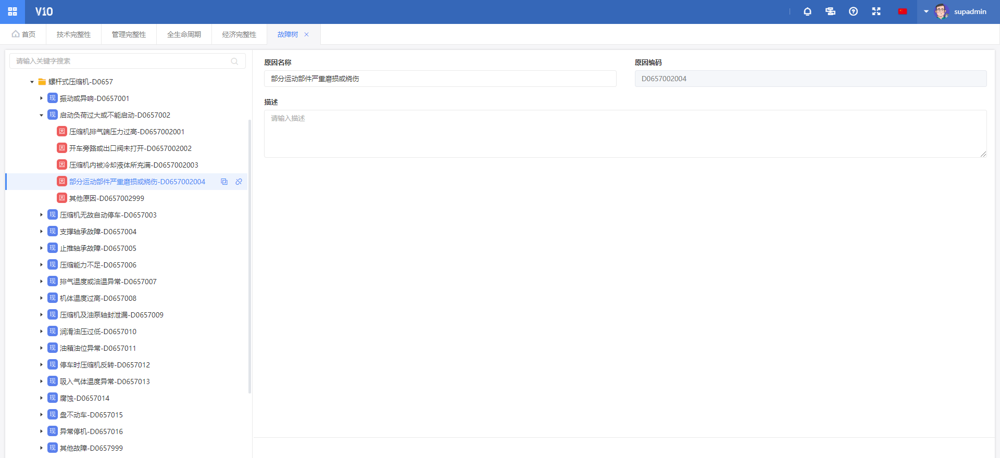 V10
supadmin
首页
技术完整性
管理完整性
全生命周期
经济完整性
故障树
请输入关键字搜索
螺杆式压缩机-D0657
现 振动或异响-D0657001
现 启动负荷过大或不能启动-D0657002
因 压缩机排气端压力过高-D0657002001
因 开车旁路或出口阀未打开-D0657002002
因 压缩机内被冷却液体所充满-D0657002003
因 部分运动部件严重磨损或烧伤-D0657002004
因 其他原因-D0657002999
现 压缩机无故自动停车-D0657003
现 支撑轴承故障-D0657004
现 止推轴承故障-D0657005
现 压缩能力不足-D0657006
现 排气温度或油温异常-D0657007
现 机体温度过高-D0657008
现 压缩机及油泵轴封泄漏-D0657009
现 润滑油压过低-D0657010
现 油箱油位异常-D0657011
现 停车时压缩机反转-D0657012
现 吸入气体温度异常-D0657013
现 腐蚀-D0657014
现 盘不动车-D0657015
现 异常停机-D0657016
现 其他故障-D0657999
原因名称
部分运动部件严重磨损或烧伤
原因编码
D0657002004
描述
请输入描述